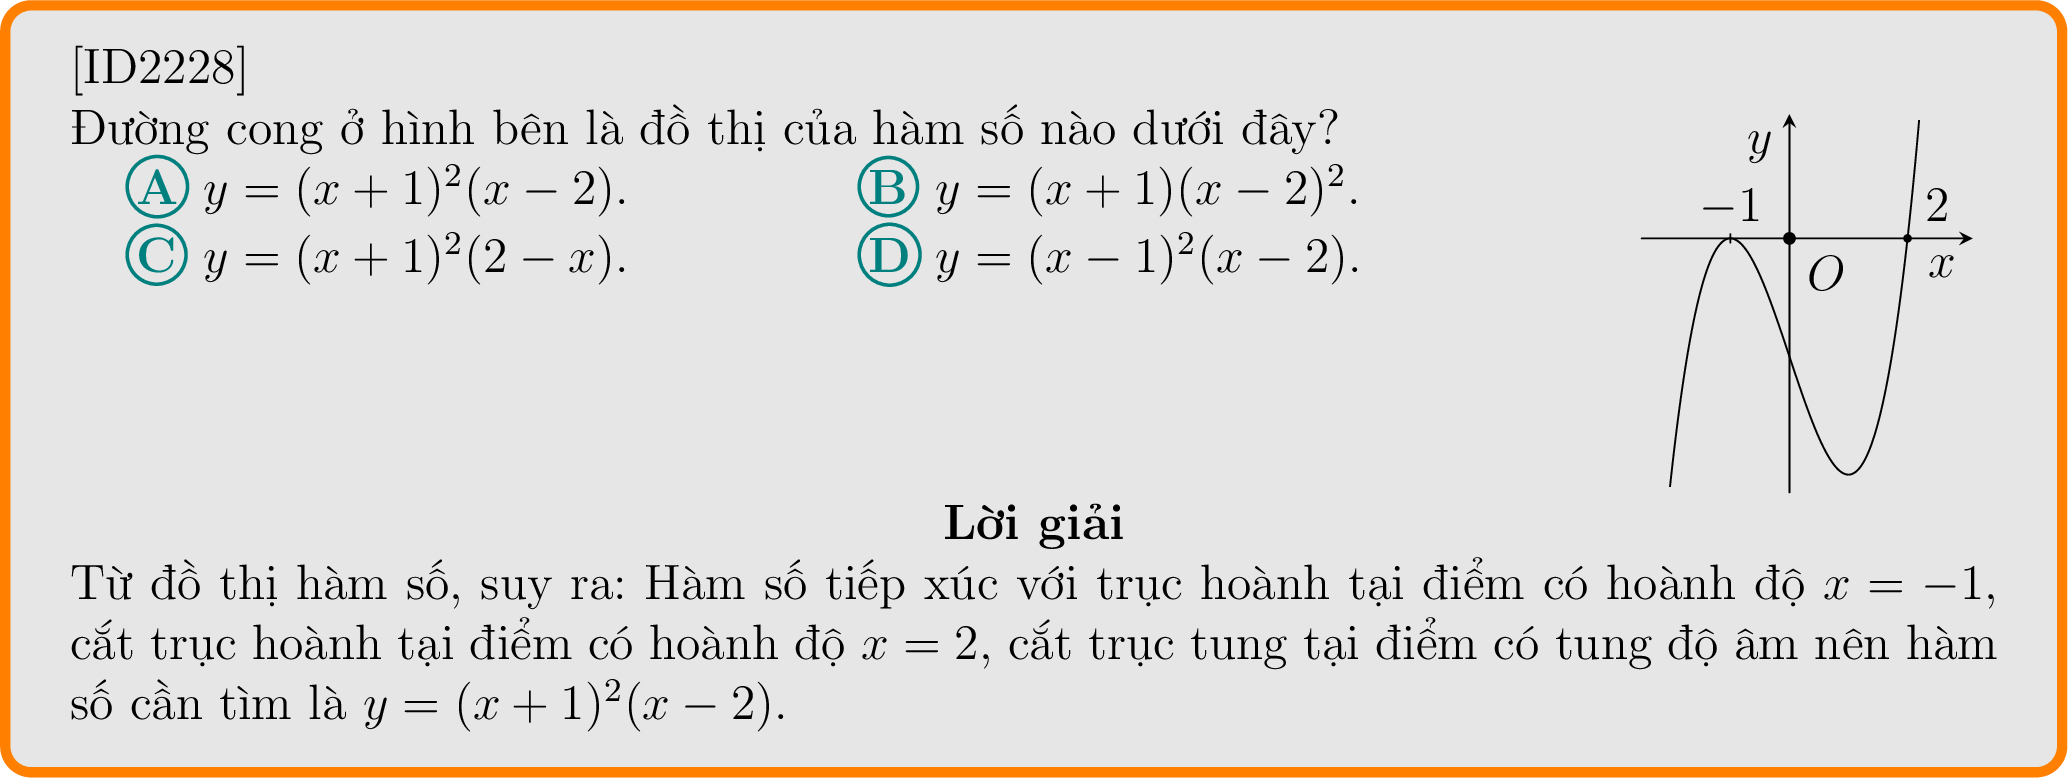 [ID2228]
Đường cong ở hình bên là đồ thị của hàm số nào dưới đây?
A y = (x + 1)²(x − 2). B y = (x + 1)(x − 2)².
C y = (x + 1)²(2 − x). D y = (x − 1)²(x − 2).
y
−1 2
O x
Lời giải
Từ đồ thị hàm số, suy ra: Hàm số tiếp xúc với trục hoành tại điểm có hoành độ x = −1,
cắt trục hoành tại điểm có hoành độ x = 2, cắt trục tung tại điểm có tung độ âm nên hàm
số cần tìm là y = (x + 1)²(x − 2).